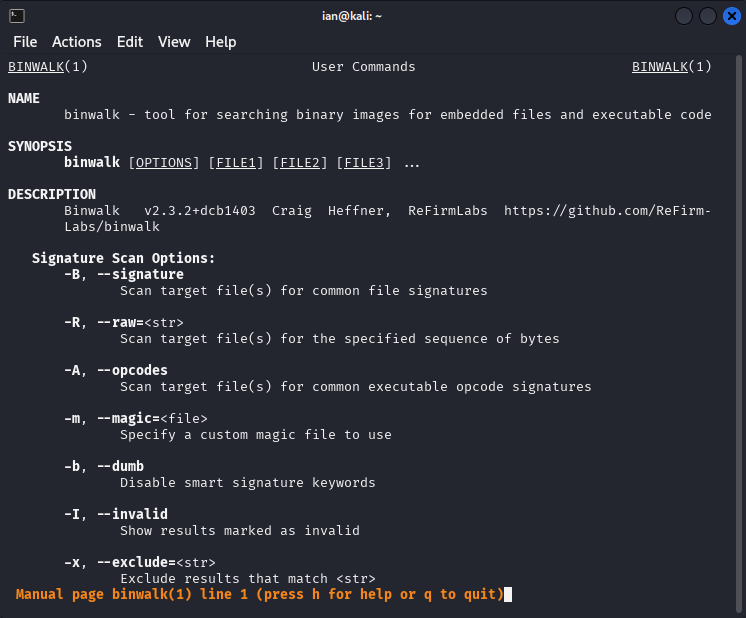 ian@kali: ~
File Actions Edit View Help
BINWALK(1) User Commands BINWALK(1)
NAME
binwalk - tool for searching binary images for embedded files and executable code
SYNOPSIS
binwalk [OPTIONS] [FILE1] [FILE2] [FILE3] ...
DESCRIPTION
Binwalk v2.3.2+dcb1403 Craig Heffner, ReFirmLabs https://github.com/ReFirm-
Labs/binwalk
Signature Scan Options:
-B, --signature
Scan target file(s) for common file signatures
-R, --raw=<str>
Scan target file(s) for the specified sequence of bytes
-A, --opcodes
Scan target file(s) for common executable opcode signatures
-m, --magic=<file>
Specify a custom magic file to use
-b, --dumb
Disable smart signature keywords
-I, --invalid
Show results marked as invalid
-x, --exclude=<str>
Exclude results that match <str>
Manual page binwalk(1) line 1 (press h for help or q to quit)